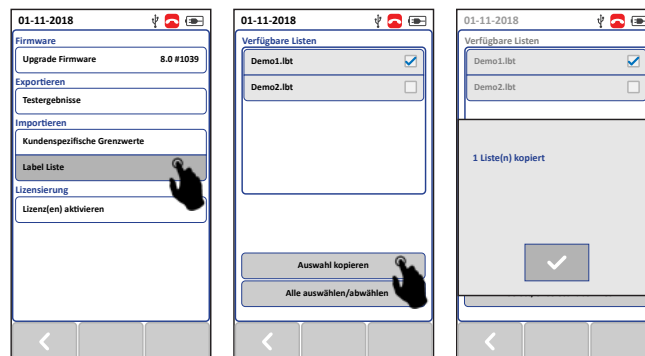 01-11-2018
Firmware
Upgrade Firmware 8.0 #1039
Exportieren
Testergebnisse
Importieren
Kundenspezifische Grenzwerte
Label Liste
Lizensierung
Lizenz(en) aktivieren
01-11-2018
Verfügbare Listen
Demo1.lbt
Demo2.lbt
Auswahl kopieren
Alle auswählen/abwählen
01-11-2018
Verfügbare Listen
Demo1.lbt
Demo2.lbt
1 Liste(n) kopiert